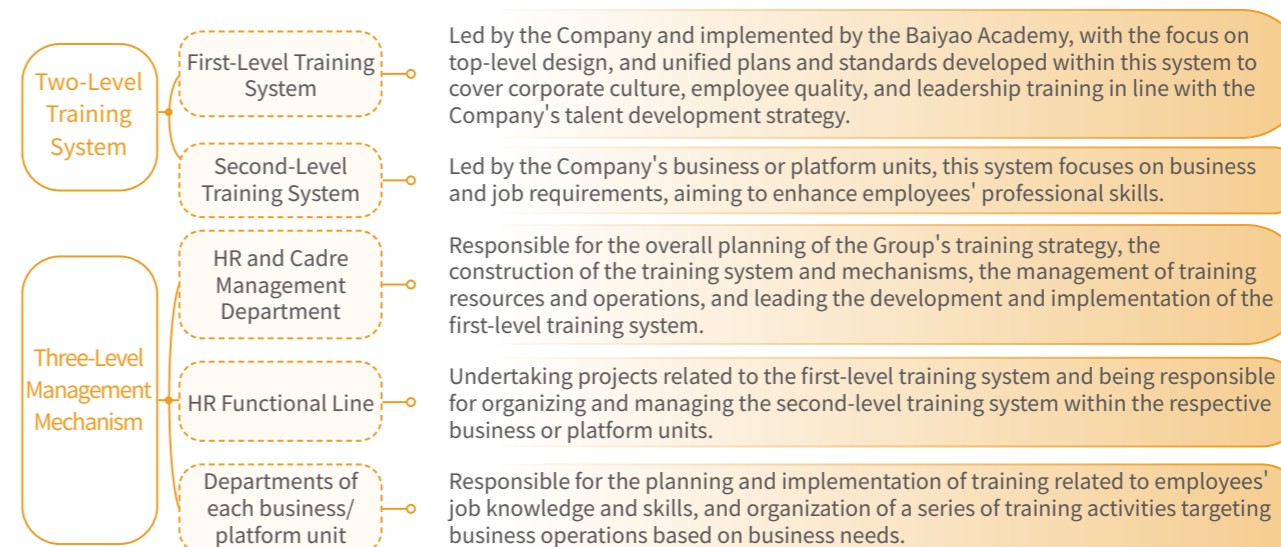 Two-Level
Training
System
First-Level Training
System
Led by the Company and implemented by the Baiyao Academy, with the focus on
top-level design, and unified plans and standards developed within this system to
cover corporate culture, employee quality, and leadership training in line with the
Company's talent development strategy.
Second-Level
Training System
Led by the Company's business or platform units, this system focuses on business
and job requirements, aiming to enhance employees' professional skills.
Three-Level
Management
Mechanism
HR and Cadre
Management
Department
Responsible for the overall planning of the Group's training strategy, the
construction of the training system and mechanisms, the management of training
resources and operations, and leading the development and implementation of the
first-level training system.
HR Functional Line
Undertaking projects related to the first-level training system and being responsible
for organizing and managing the second-level training system within the respective
business or platform units.
Departments of
each business/
platform unit
Responsible for the planning and implementation of training related to employees'
job knowledge and skills, and organization of a series of training activities targeting
business operations based on business needs.